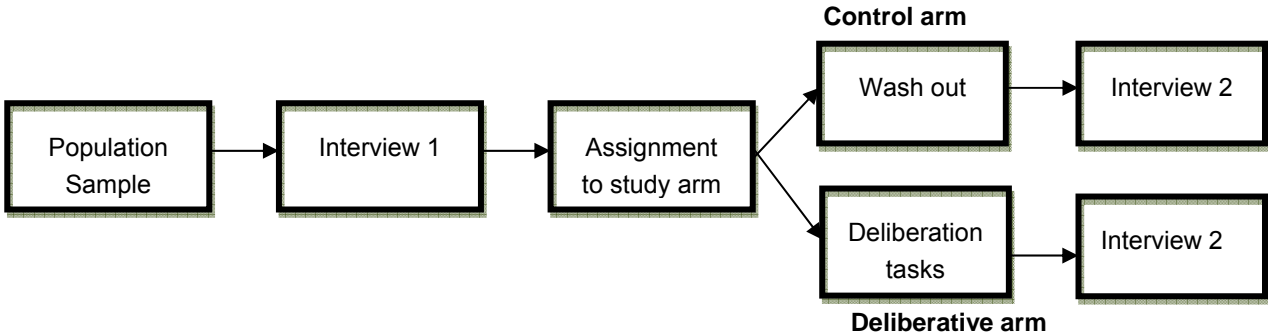 Control arm
Population
Sample
Interview 1
Assignment
to study arm
Wash out
Interview 2
Deliberation
tasks
Interview 2
Deliberative arm